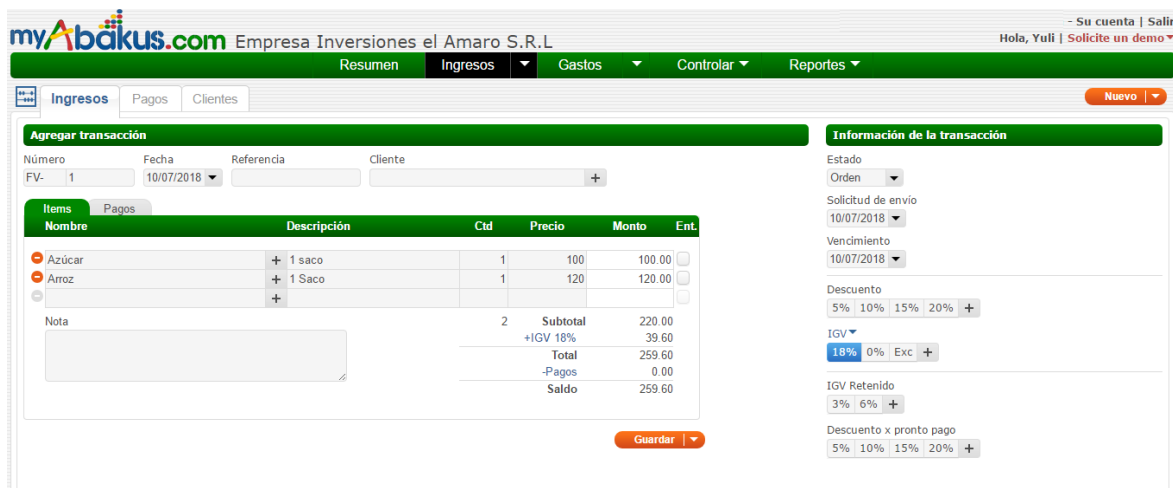 - Su cuenta | Salir
myAbakus.com Empresa Inversiones el Amaro S.R.L
Hola, Yuli | Solicite un demo
Resumen Ingresos Gastos Controlar Reportes
Ingresos Pagos Clientes Nuevo
Agregar transacción
Número Fecha Referencia Cliente
FV- 1 10/07/2018 +
Items Pagos
Nombre Descripción Ctd Precio Monto Ent.
Azúcar + 1 saco 1 100 100.00
Arroz + 1 Saco 1 120 120.00
+
Nota 2 Subtotal 220.00
+IGV 18% 39.60
Total 259.60
-Pagos 0.00
Saldo 259.60
Guardar
Información de la transacción
Estado
Orden
Solicitud de envío
10/07/2018
Vencimiento
10/07/2018
Descuento
5% 10% 15% 20% +
IGV
18% 0% Exc +
IGV Retenido
3% 6% +
Descuento x pronto pago
5% 10% 15% 20% +